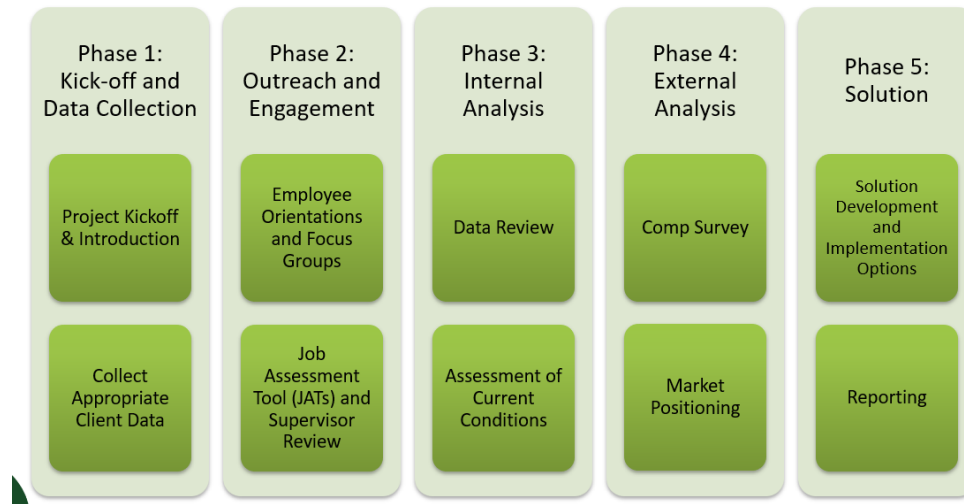 Phase 1:
Kick-off and
Data Collection
Project Kickoff
& Introduction
Collect
Appropriate
Client Data
Phase 2:
Outreach and
Engagement
Employee
Orientations
and Focus
Groups
Job
Assessment
Tool (JATs) and
Supervisor
Review
Phase 3:
Internal
Analysis
Data Review
Assessment of
Current
Conditions
Phase 4:
External
Analysis
Comp Survey
Market
Positioning
Phase 5:
Solution
Solution
Development
and
Implementation
Options
Reporting